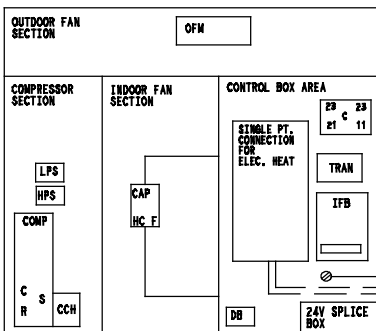 OUTDOOR FAN
SECTION
OFM
COMPRESSOR
SECTION
INDOOR FAN
SECTION
CONTROL BOX AREA
23 C 23
21 11
SINGLE PT.
CONNECTION
FOR
ELEC. HEAT
TRAN
LPS
HPS
CAP
HC F
IFB
COMP
C
S
R
CCH
DB
24V SPLICE
BOX